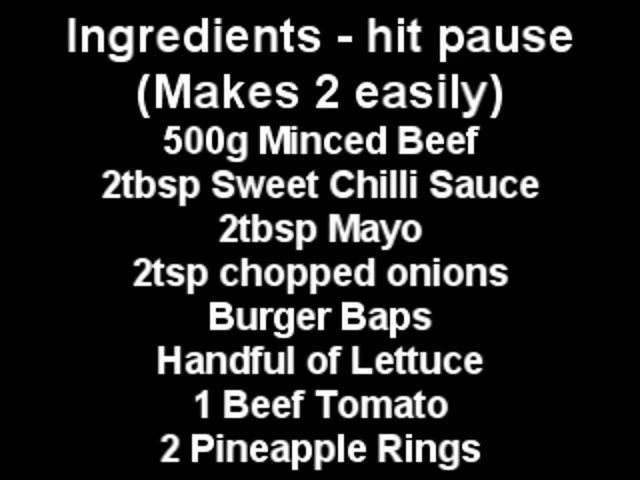 Ingredients - hit pause
(Makes 2 easily)
500g Minced Beef
2tbsp Sweet Chilli Sauce
2tbsp Mayo
2tsp chopped onions
Burger Baps
Handful of Lettuce
1 Beef Tomato
2 Pineapple Rings